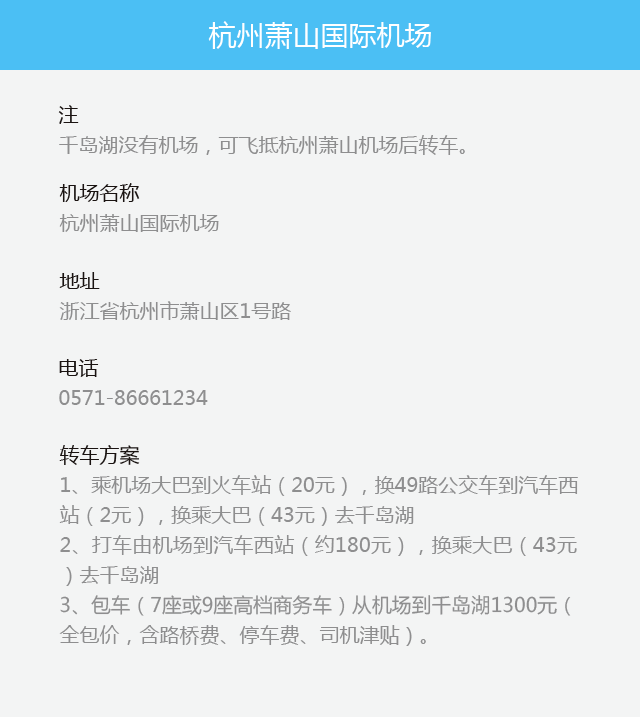 杭州萧山国际机场
注
千岛湖没有机场，可飞抵杭州萧山机场后转车。
机场名称
杭州萧山国际机场
地址
浙江省杭州市萧山区1号路
电话
0571-86661234
转车方案
1、乘机场大巴到火车站（20元），换49路公交车到汽车西
站（2元），换乘大巴（43元）去千岛湖
2、打车由机场到汽车西站（约180元），换乘大巴（43元
）去千岛湖
3、包车（7座或9座高档商务车）从机场到千岛湖1300元（
全包价，含路桥费、停车费、司机津贴）。